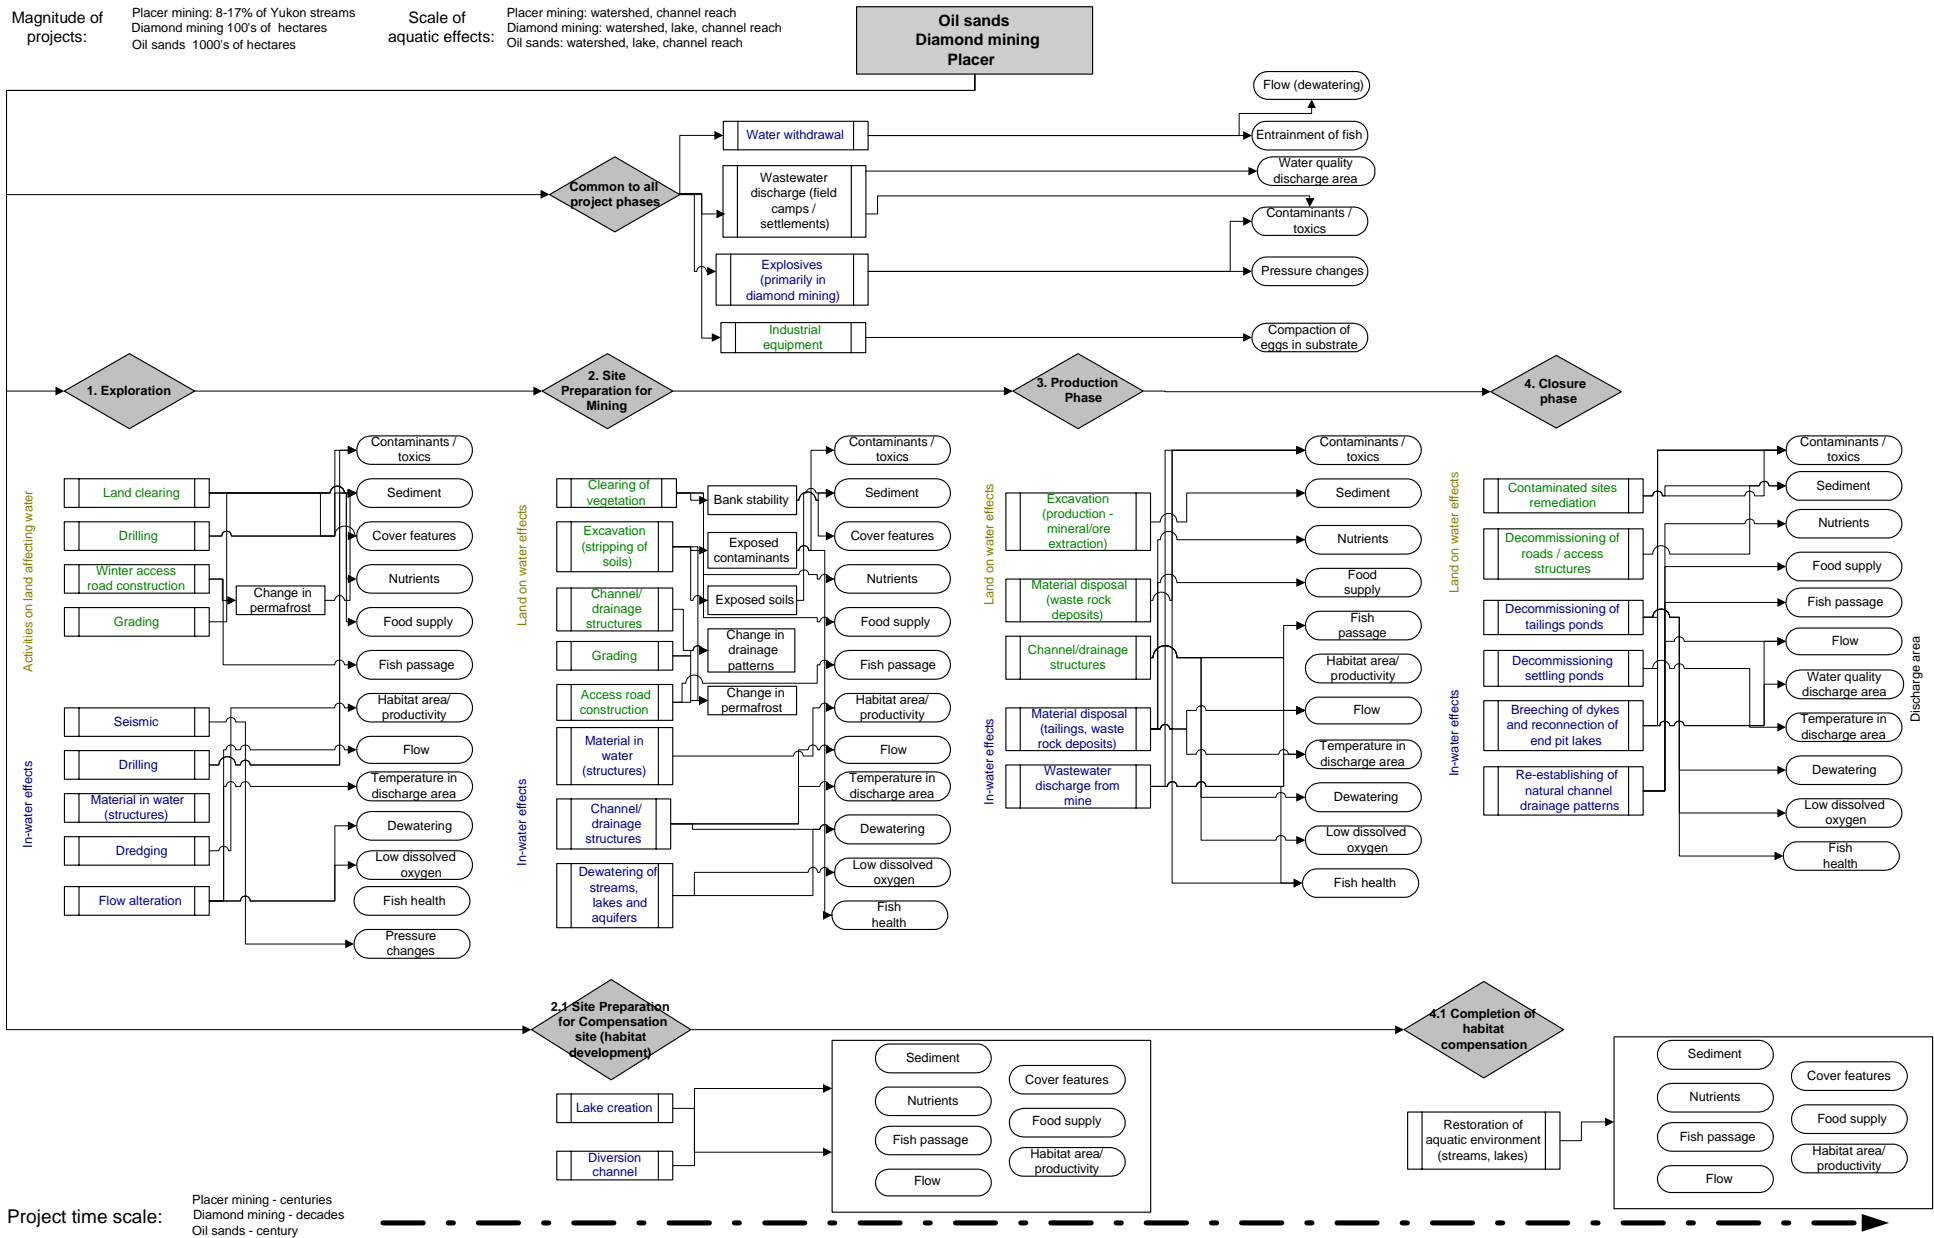 Magnitude of
projects:
Placer mining: 8-17% of Yukon streams
Diamond mining 100's of hectares
Oil sands 1000's of hectares
Scale of
aquatic effects:
Placer mining: watershed, channel reach
Diamond mining: watershed, lake, channel reach
Oil sands: watershed, lake, channel reach
Oil sands
Diamond mining
Placer
Common to all
project phases
Water withdrawal
Wastewater
discharge (field
camps /
settlements)
Explosives
(primarily in
diamond mining)
Industrial
equipment
Flow (dewatering)
Entrainment of fish
Water quality
discharge area
Contaminants /
toxics
Pressure changes
Compaction of
eggs in substrate
1. Exploration
2. Site
Preparation for
Mining
3. Production
Phase
4. Closure
phase
Activities on land affecting water
In-water effects
Land clearing
Drilling
Winter access
road construction
Grading
Change in
permafrost
Seismic
Drilling
Material in water
(structures)
Dredging
Flow alteration
Contaminants /
toxics
Sediment
Cover features
Nutrients
Food supply
Fish passage
Habitat area/
productivity
Flow
Temperature in
discharge area
Dewatering
Low dissolved
oxygen
Fish health
Pressure
changes
Land on water effects
In-water effects
Clearing of
vegetation
Excavation
(stripping of
soils)
Channel/
drainage
structures
Grading
Access road
construction
Material in
water
(structures)
Channel/
drainage
structures
Dewatering of
streams,
lakes and
aquifers
Bank stability
Exposed
contaminants
Exposed soils
Change in
drainage
patterns
Change in
permafrost
Contaminants /
toxics
Sediment
Cover features
Nutrients
Food supply
Fish passage
Habitat area/
productivity
Flow
Temperature in
discharge area
Dewatering
Low dissolved
oxygen
Fish
health
Land on water effects
In-water effects
Excavation
(production -
mineral/ore
extraction)
Material disposal
(waste rock
deposits)
Channel/drainage
structures
Material disposal
(tailings, waste
rock deposits)
Wastewater
discharge from
mine
Contaminants /
toxics
Sediment
Nutrients
Food
supply
Fish
passage
Habitat area/
productivity
Flow
Temperature in
discharge area
Dewatering
Low dissolved
oxygen
Fish health
Land on water effects
In-water effects
Contaminated sites
remediation
Decommissioning of
roads / access
structures
Decommissioning of
tailings ponds
Decommissioning
settling ponds
Breeching of dykes
and reconnection of
end pit lakes
Re-establishing of
natural channel
drainage patterns
Contaminants /
toxics
Sediment
Nutrients
Food supply
Fish passage
Flow
Water quality
discharge area
Temperature in
discharge area
Dewatering
Low dissolved
oxygen
Fish
health
Discharge area
2.1 Site Preparation
for Compensation
site (habitat
development)
Lake creation
Diversion
channel
Sediment
Nutrients
Fish passage
Flow
Cover features
Food supply
Habitat area/
productivity
4.1 Completion of
habitat
compensation
Restoration of
aquatic environment
(streams, lakes)
Sediment
Nutrients
Fish passage
Flow
Cover features
Food supply
Habitat area/
productivity
Project time scale:
Placer mining - centuries
Diamond mining - decades
Oil sands - century